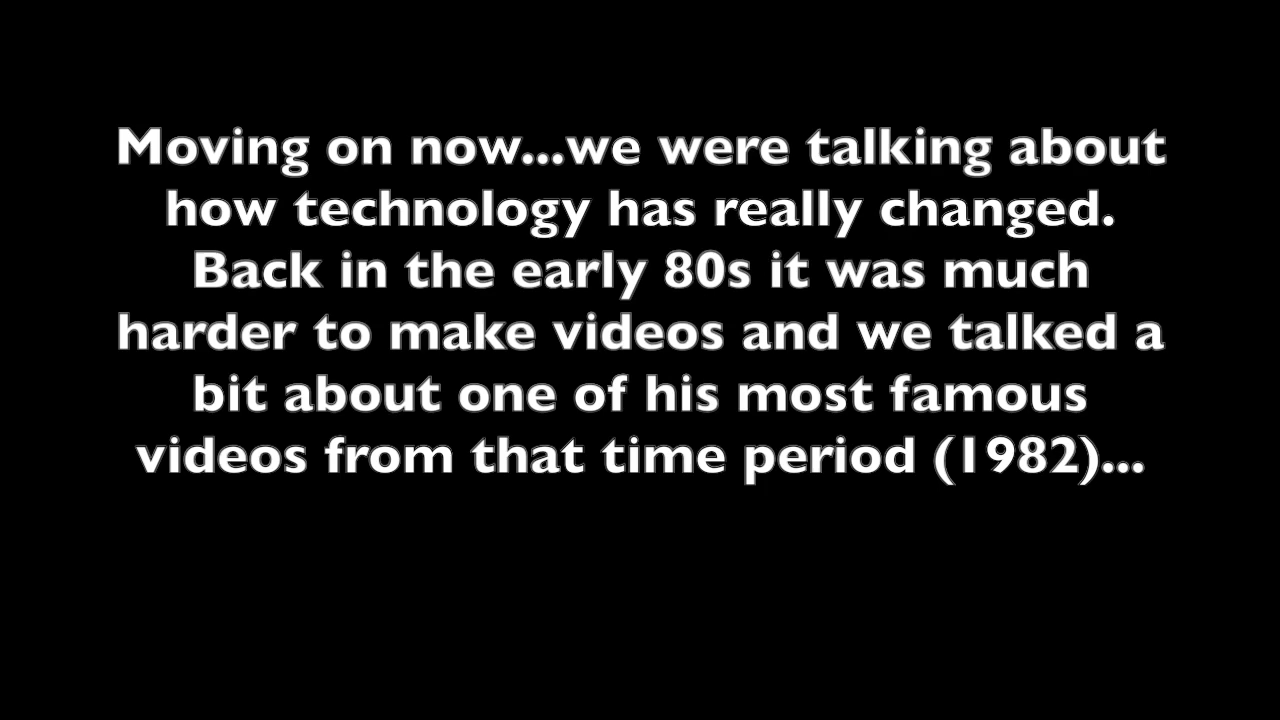 Moving on now...we were talking about
how technology has really changed.
Back in the early 80s it was much
harder to make videos and we talked a
bit about one of his most famous
videos from that time period (1982)...